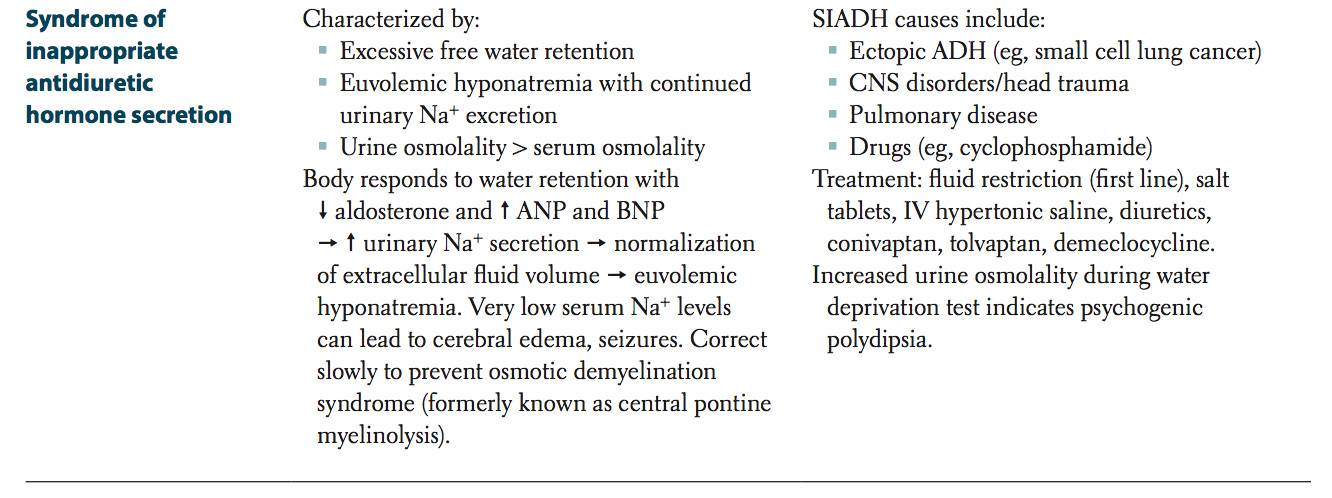 Syndrome of
inappropriate
antidiuretic
hormone secretion
Characterized by:
▪ Excessive free water retention
▪ Euvolemic hyponatremia with continued
urinary Na⁺ excretion
▪ Urine osmolality > serum osmolality
Body responds to water retention with
↓ aldosterone and ↑ ANP and BNP
→ ↑ urinary Na⁺ secretion → normalization
of extracellular fluid volume → euvolemic
hyponatremia. Very low serum Na⁺ levels
can lead to cerebral edema, seizures. Correct
slowly to prevent osmotic demyelination
syndrome (formerly known as central pontine
myelinolysis).
SIADH causes include:
▪ Ectopic ADH (eg, small cell lung cancer)
▪ CNS disorders/head trauma
▪ Pulmonary disease
▪ Drugs (eg, cyclophosphamide)
Treatment: fluid restriction (first line), salt
tablets, IV hypertonic saline, diuretics,
conivaptan, tolvaptan, demeclocycline.
Increased urine osmolality during water
deprivation test indicates psychogenic
polydipsia.